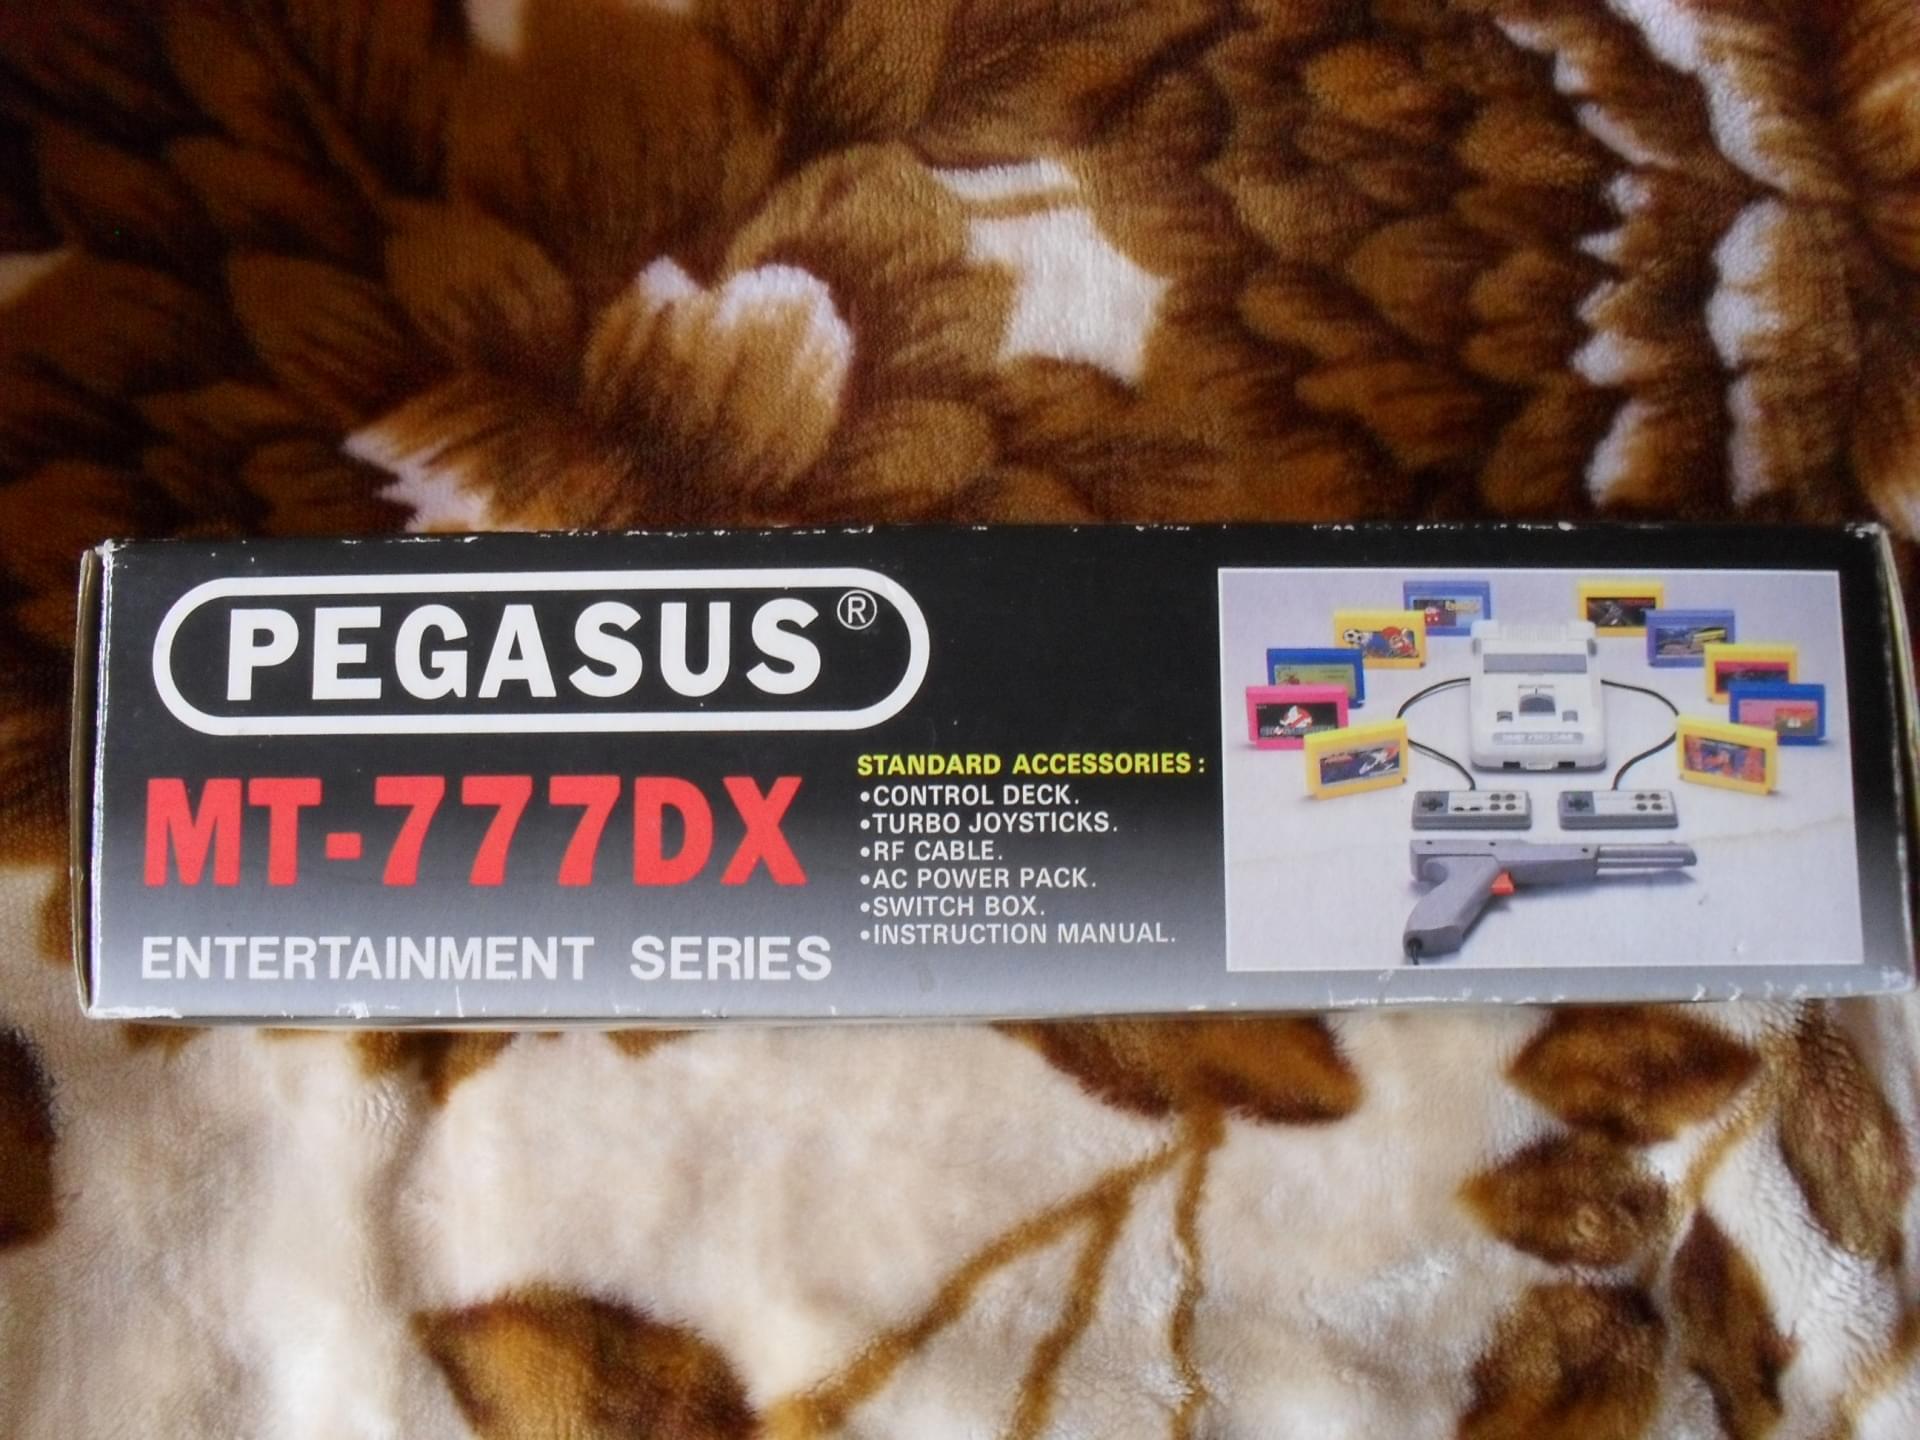 PEGASUS®
MT-777DX
ENTERTAINMENT SERIES
STANDARD ACCESSORIES:
•CONTROL DECK.
•TURBO JOYSTICKS.
•RF CABLE.
•AC POWER PACK.
•SWITCH BOX.
•INSTRUCTION MANUAL.